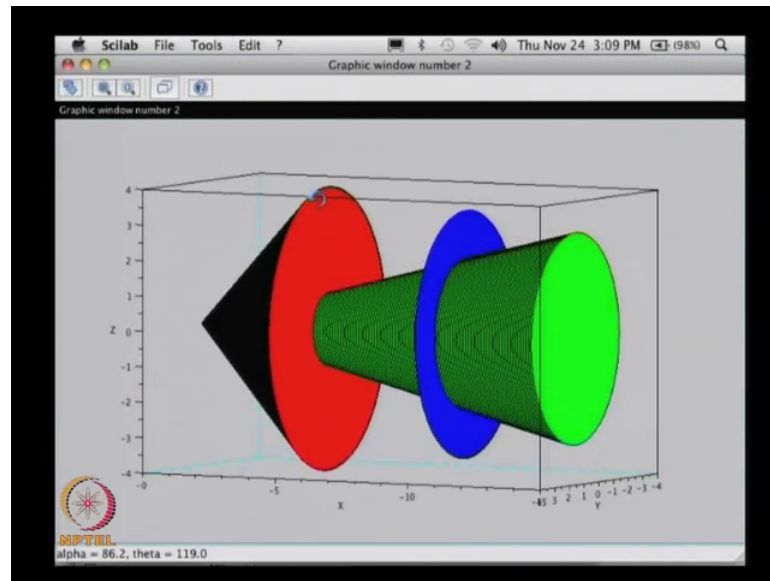 Scilab File Tools Edit ? Thu Nov 24 3:09 PM (98%)
Graphic window number 2
Graphic window number 2
4
3
2
1
Z 0
-1
-2
-3
-4
-0 -5 -10
3 2 1 0 -1 -2 -3 -4
X
Y
NPTEL
alpha = 86.2, theta = 119.0